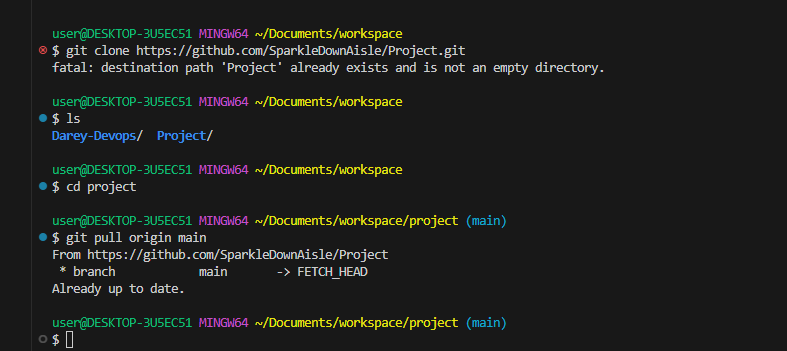 user@DESKTOP-3U5EC51 MINGW64 ~/Documents/workspace
$ git clone https://github.com/SparkleDownAisle/Project.git
fatal: destination path 'Project' already exists and is not an empty directory.
user@DESKTOP-3U5EC51 MINGW64 ~/Documents/workspace
$ ls
Darey-Devops/  Project/
user@DESKTOP-3U5EC51 MINGW64 ~/Documents/workspace
$ cd project
user@DESKTOP-3U5EC51 MINGW64 ~/Documents/workspace/project (main)
$ git pull origin main
From https://github.com/SparkleDownAisle/Project
 * branch            main       -> FETCH_HEAD
Already up to date.
user@DESKTOP-3U5EC51 MINGW64 ~/Documents/workspace/project (main)
$